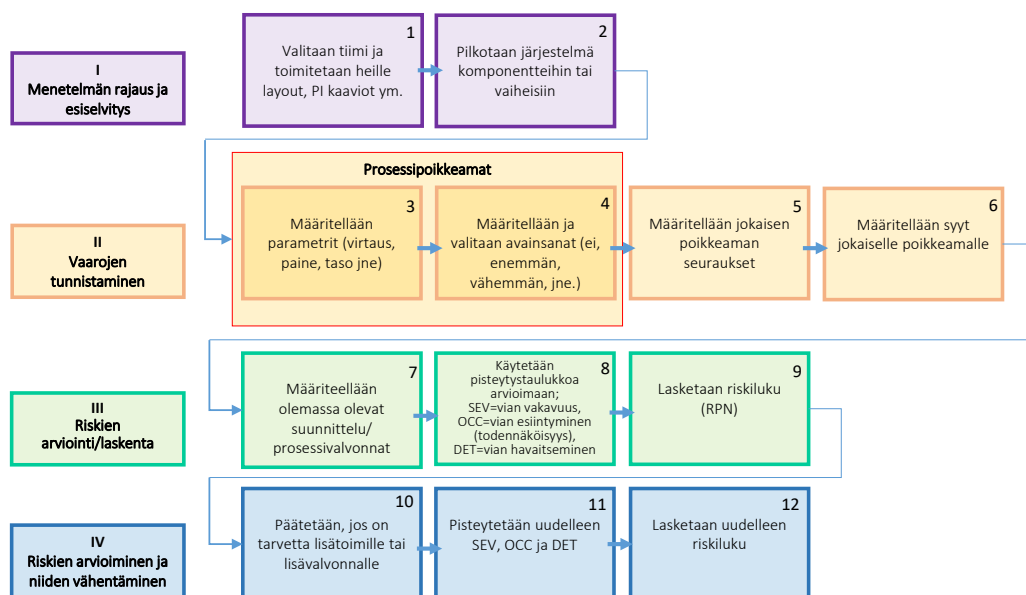 I
Menetelmän rajaus ja
esiselvitys
1
Valitaan tiimi ja
toimitetaan heille
layout, PI kaaviot ym.
2
Pilkotaan järjestelmä
komponentteihin tai
vaiheisiin
II
Vaarojen
tunnistaminen
Prosessipoikkeamat
3
Määritellään
parametrit (virtaus,
paine, taso jne)
4
Määritellään ja
valitaan avainsanat (ei,
enemmän,
vähemmän, jne.)
5
Määritellään jokaisen
poikkeaman
seuraukset
6
Määritellään syyt
jokaiselle poikkeamalle
III
Riskien
arviointi/laskenta
7
Määriteellään
olemassa olevat
suunnittelu/
prosessivalvonnat
8
Käytetään
pisteytystaulukkoa
arvioimaan;
SEV=vian vakavuus,
OCC=vian esiintyminen
(todennäköisyys),
DET=vian havaitseminen
9
Lasketaan riskiluku
(RPN)
IV
Riskien arvioiminen ja
niiden vähentäminen
10
Päätetään, jos on
tarvetta lisätoimille tai
lisävalvonnalle
11
Pisteytetään uudelleen
SEV, OCC ja DET
12
Lasketaan uudelleen
riskiluku